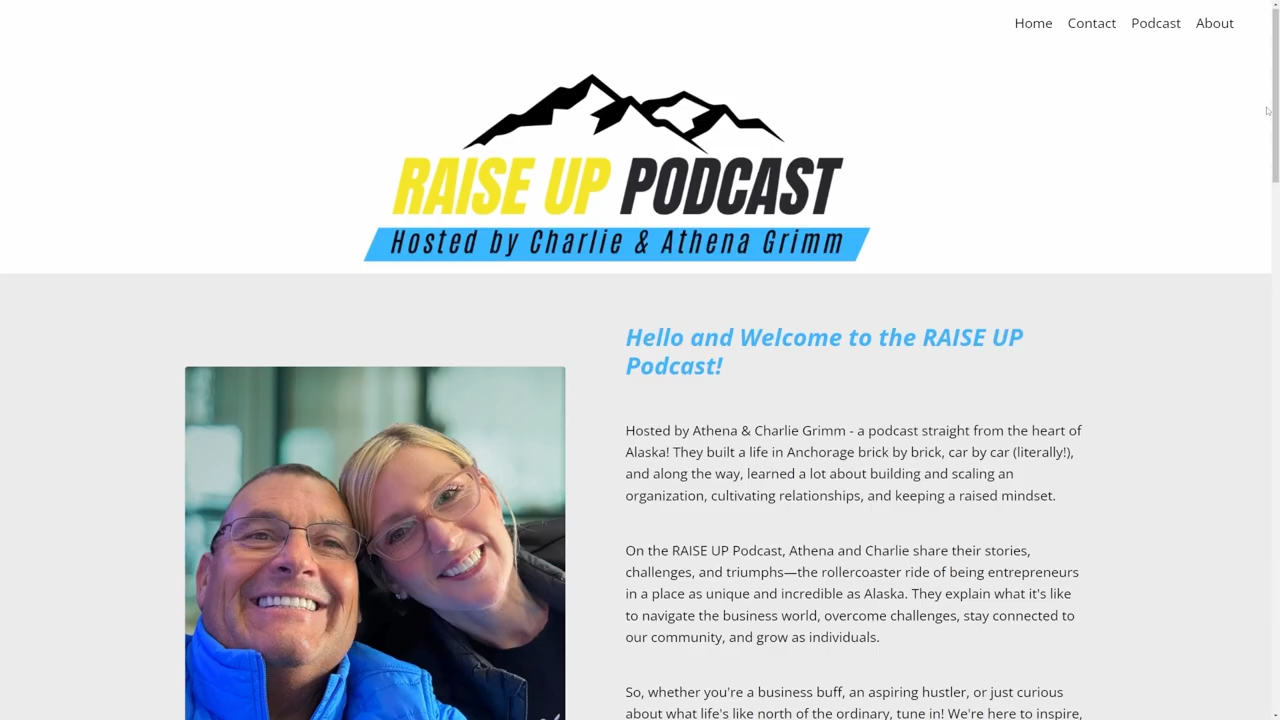 Home Contact Podcast About
RAISE UP PODCAST
Hosted by Charlie & Athena Grimm
Hello and Welcome to the RAISE UP
Podcast!
Hosted by Athena & Charlie Grimm - a podcast straight from the heart of
Alaska! They built a life in Anchorage brick by brick, car by car (literally!),
and along the way, learned a lot about building and scaling an
organization, cultivating relationships, and keeping a raised mindset.
On the RAISE UP Podcast, Athena and Charlie share their stories,
challenges, and triumphs—the rollercoaster ride of being entrepreneurs
in a place as unique and incredible as Alaska. They explain what it's like
to navigate the business world, overcome challenges, stay connected to
our community, and grow as individuals.
So, whether you're a business buff, an aspiring hustler, or just curious
about what life's like north of the ordinary, tune in! We're here to inspire,